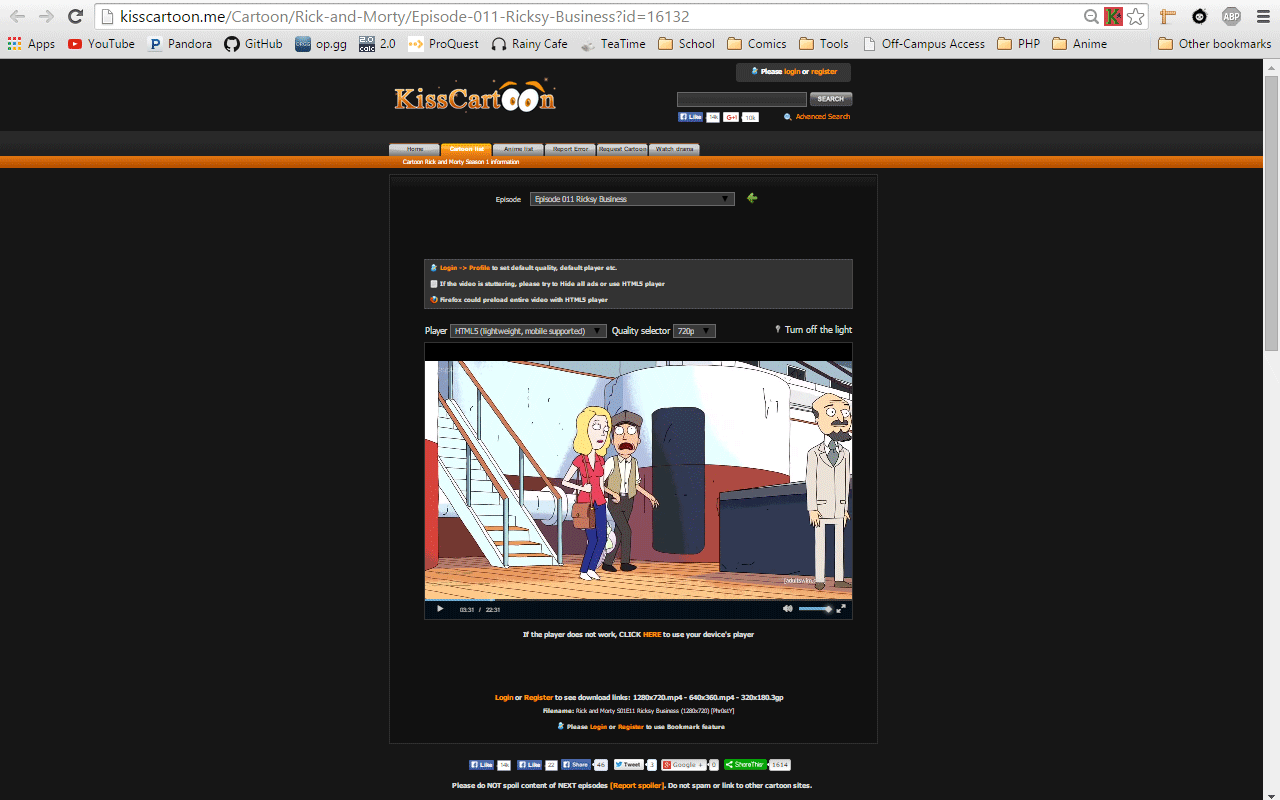 kisscartoon.me/Cartoon/Rick-and-Morty/Episode-011-Ricksy-Business?id=16132
Apps YouTube Pandora GitHub op.gg 2.0 ProQuest Rainy Cafe TeaTime School Comics Tools Off-Campus Access PHP Anime Other bookmarks
Please login or register
KissCartoon
SEARCH
Like 14k G+1 10k Advanced Search
Home Cartoon list Anime list Report Error Request Cartoon Watch drama
Cartoon Rick and Morty Season 1 information
Episode Episode 011 Ricksy Business
Login -> Profile to set default quality, default player etc.
If the video is stuttering, please try to Hide all ads or use HTML5 player
Firefox could preload entire video with HTML5 player
Player HTML5 (lightweight, mobile supported) Quality selector 720p Turn off the light
[adultswim.
03:31 / 22:31
If the player does not work, CLICK HERE to use your device's player
Login or Register to see download links: 1280x720.mp4 - 640x360.mp4 - 320x180.3gp
Filename: Rick and Morty S01E11 Ricksy Business (1280x720) [Phr0stY]
Please Login or Register to use Bookmark feature
Like 14k Like 22 Share 46 Tweet 3 Google + 0 ShareThis 1614
Please do NOT spoil content of NEXT episodes [Report spoiler]. Do not spam or link to other cartoon sites.